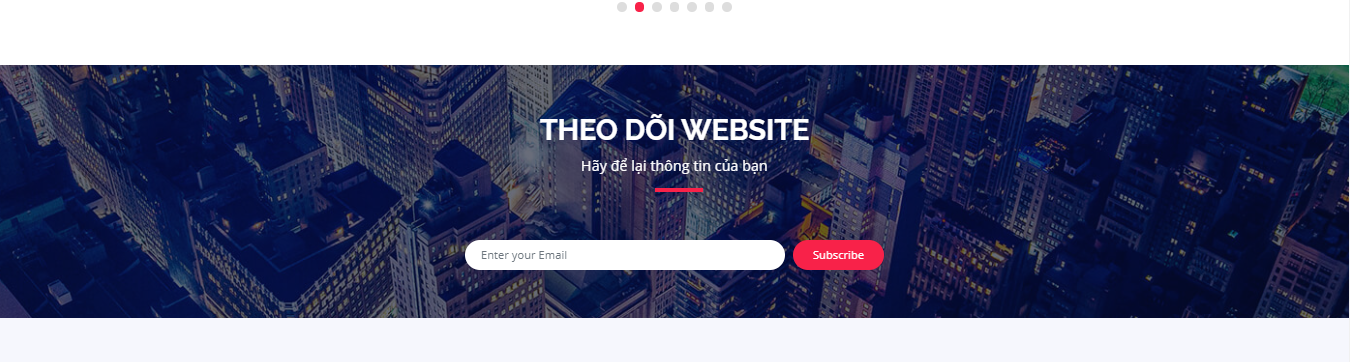 THEO DÕI WEBSITE
Hãy để lại thông tin của bạn
Enter your Email
Subscribe